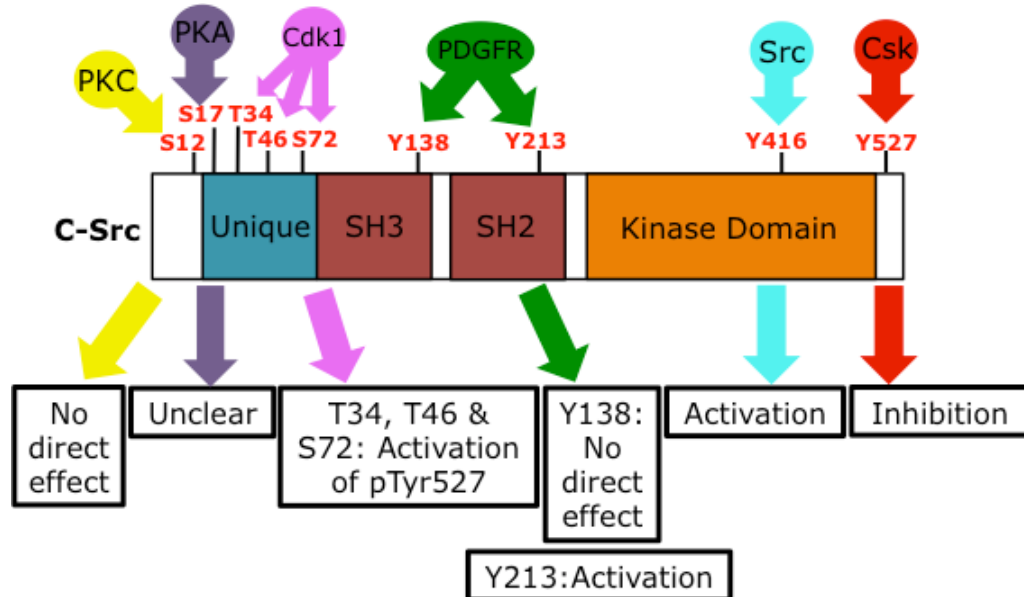 PKC
PKA
Cdk1
PDGFR
Src
Csk
S12
S17
T34
T46
S72
Y138
Y213
Y416
Y527
C-Src
Unique
SH3
SH2
Kinase Domain
No
direct
effect
Unclear
T34, T46 &
S72: Activation
of pTyr527
Y138:
No
direct
effect
Y213:Activation
Activation
Inhibition